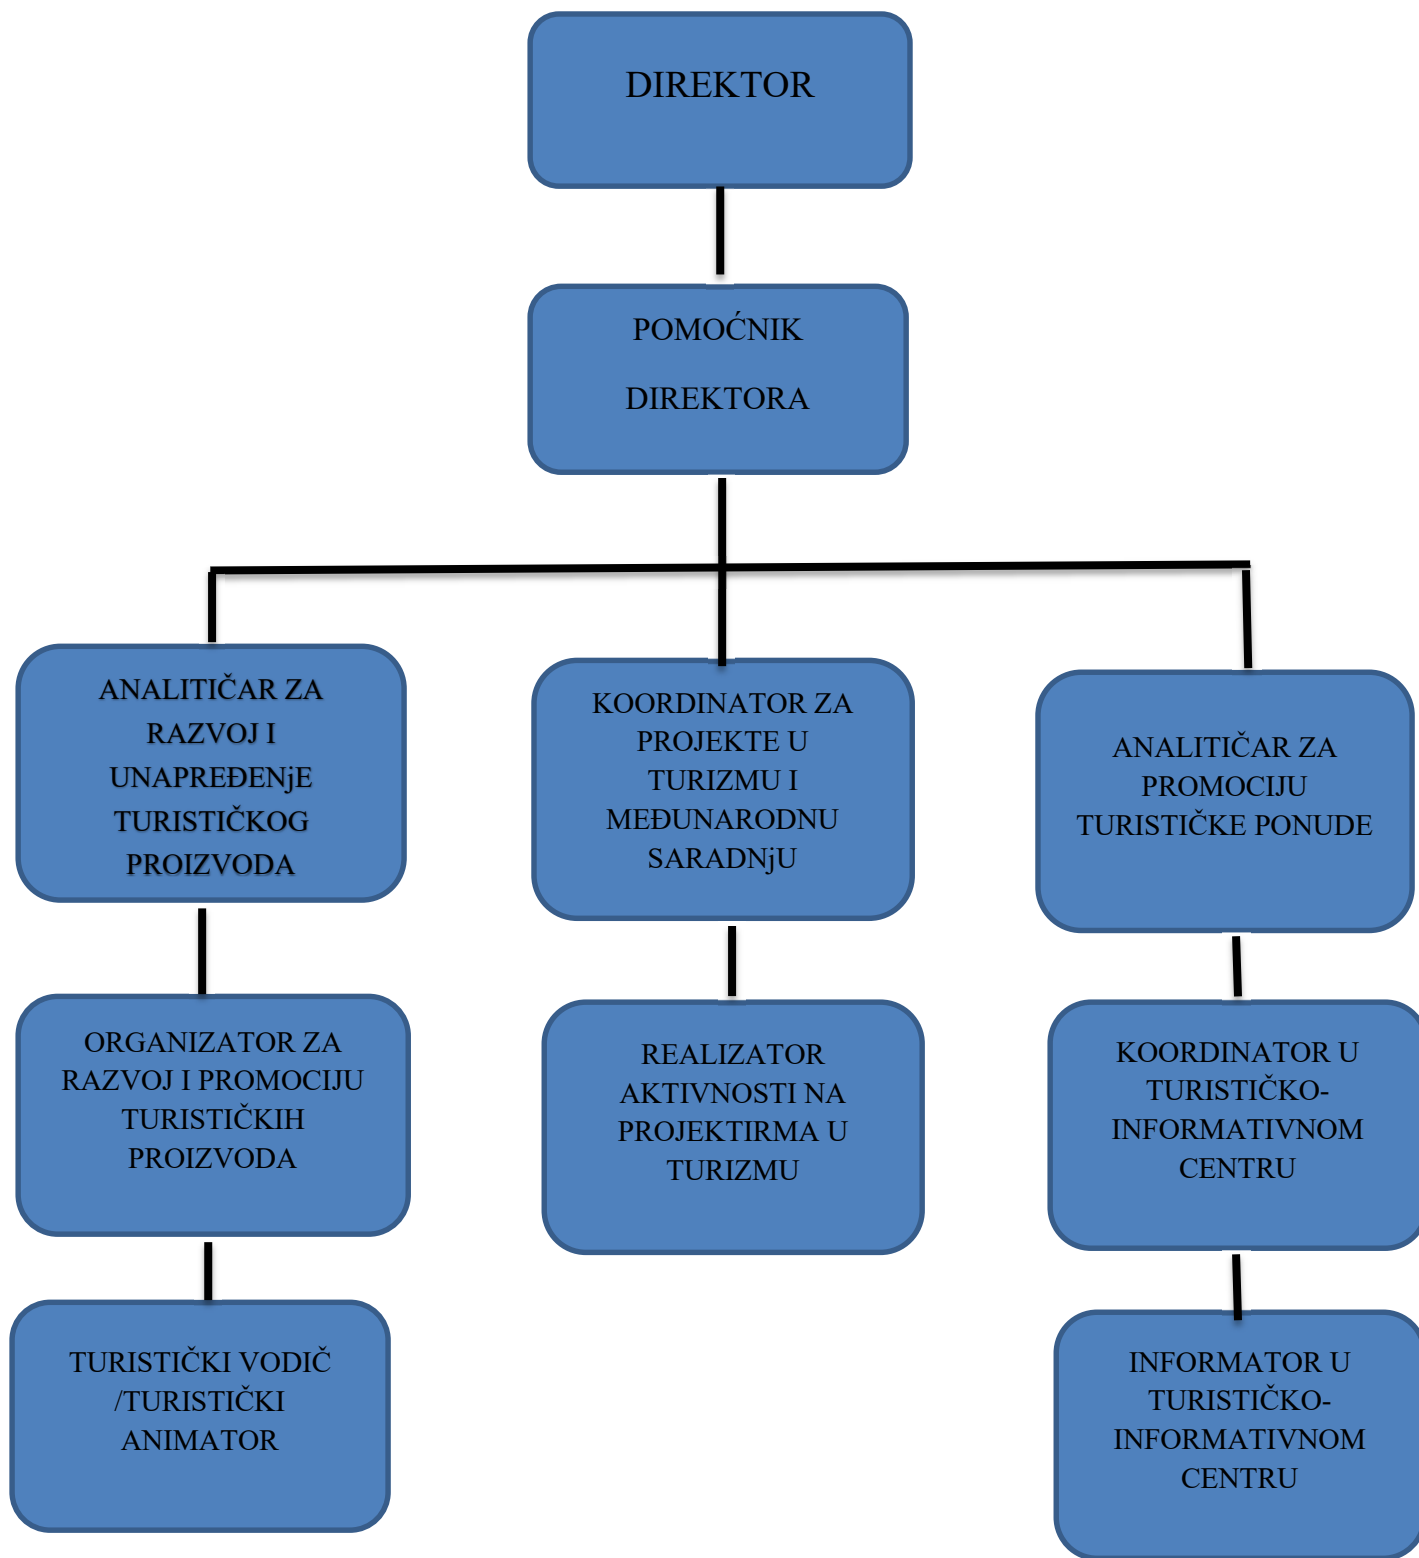 DIREKTOR
POMOĆNIK
DIREKTORA
ANALITIČAR ZA
RAZVOJ I
UNAPREĐENjE
TURISTIČKOG
PROIZVODA
KOORDINATOR ZA
PROJEKTE U
TURIZMU I
MEĐUNARODNU
SARADNjU
ANALITIČAR ZA
PROMOCIJU
TURISTIČKE PONUDE
ORGANIZATOR ZA
RAZVOJ I PROMOCIJU
TURISTIČKIH
PROIZVODA
REALIZATOR
AKTIVNOSTI NA
PROJEKTIRMA U
TURIZMU
KOORDINATOR U
TURISTIČKO-
INFORMATIVNOM
CENTRU
TURISTIČKI VODIČ
/TURISTIČKI
ANIMATOR
INFORMATOR U
TURISTIČKO-
INFORMATIVNOM
CENTRU